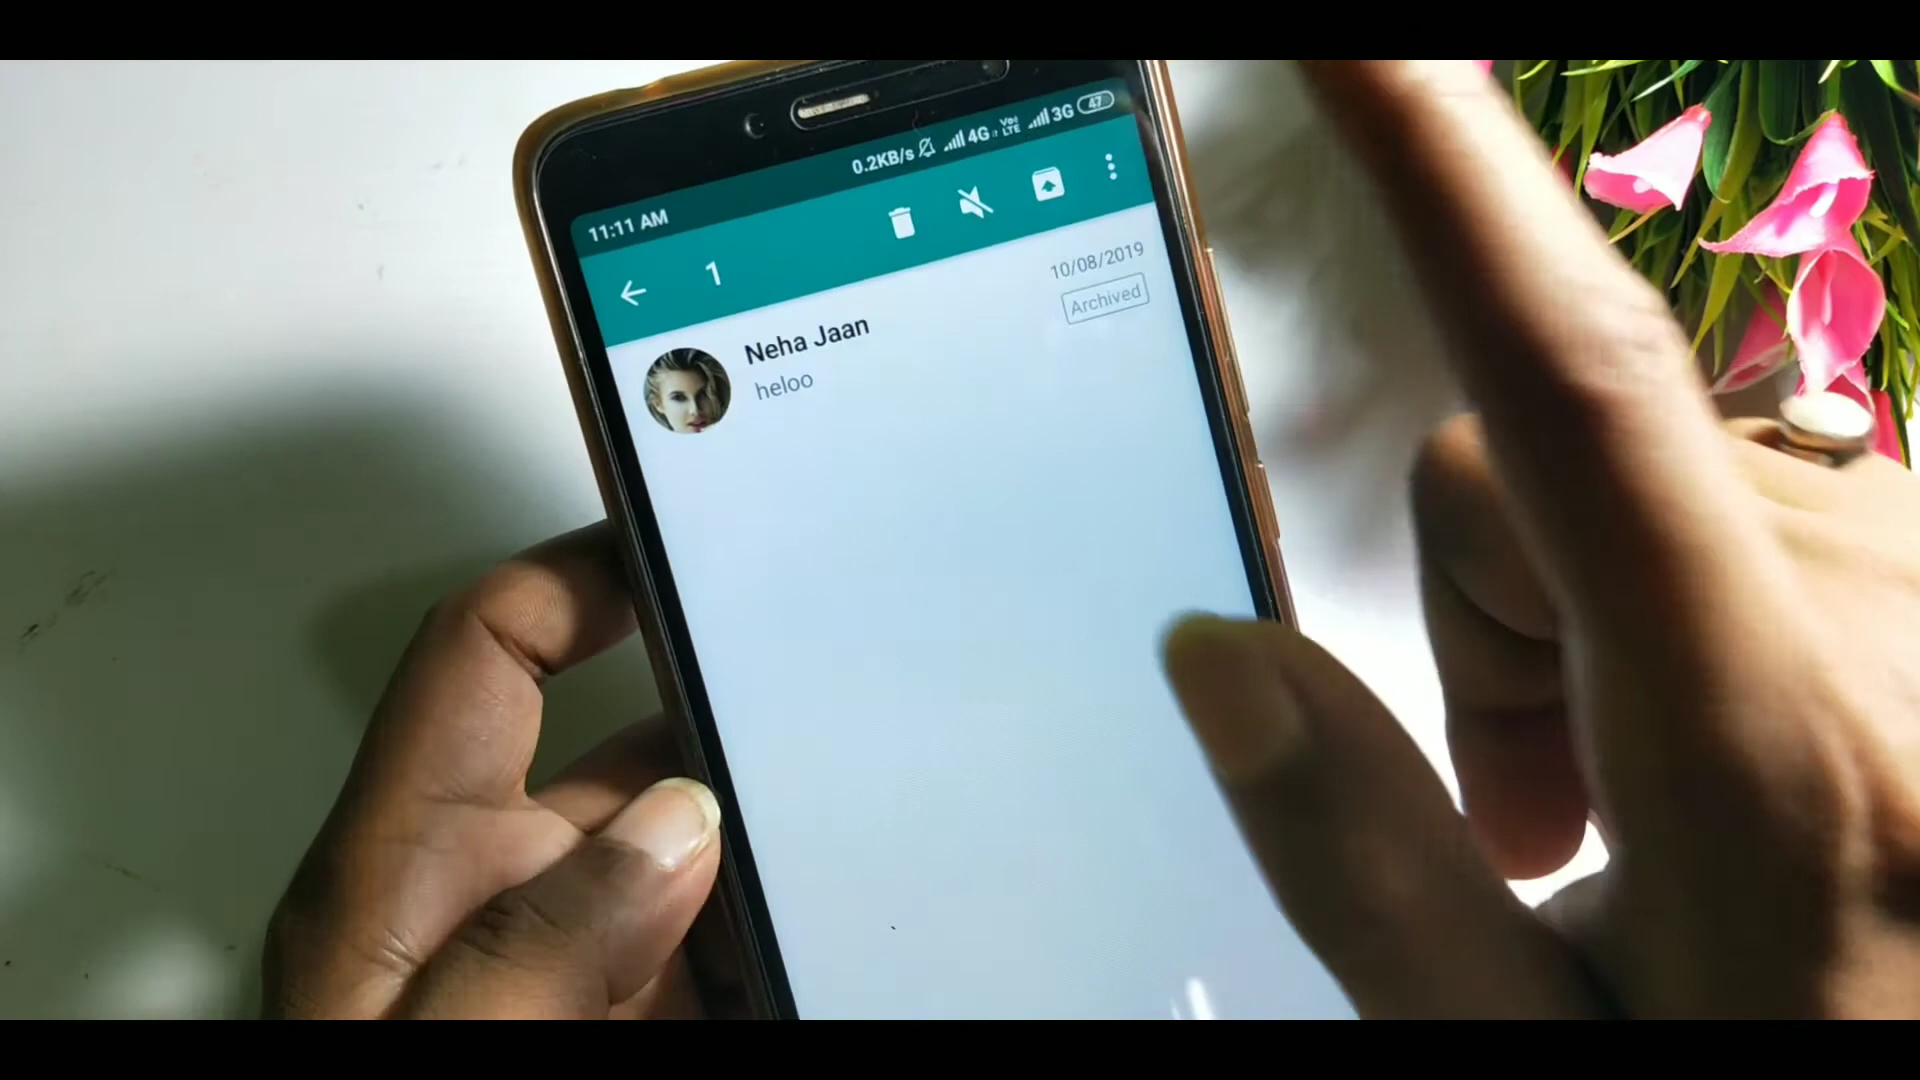 11:11 AM
0.2KB/s 4G Vo LTE 3G 47
1
10/08/2019
Archived
Neha Jaan
heloo